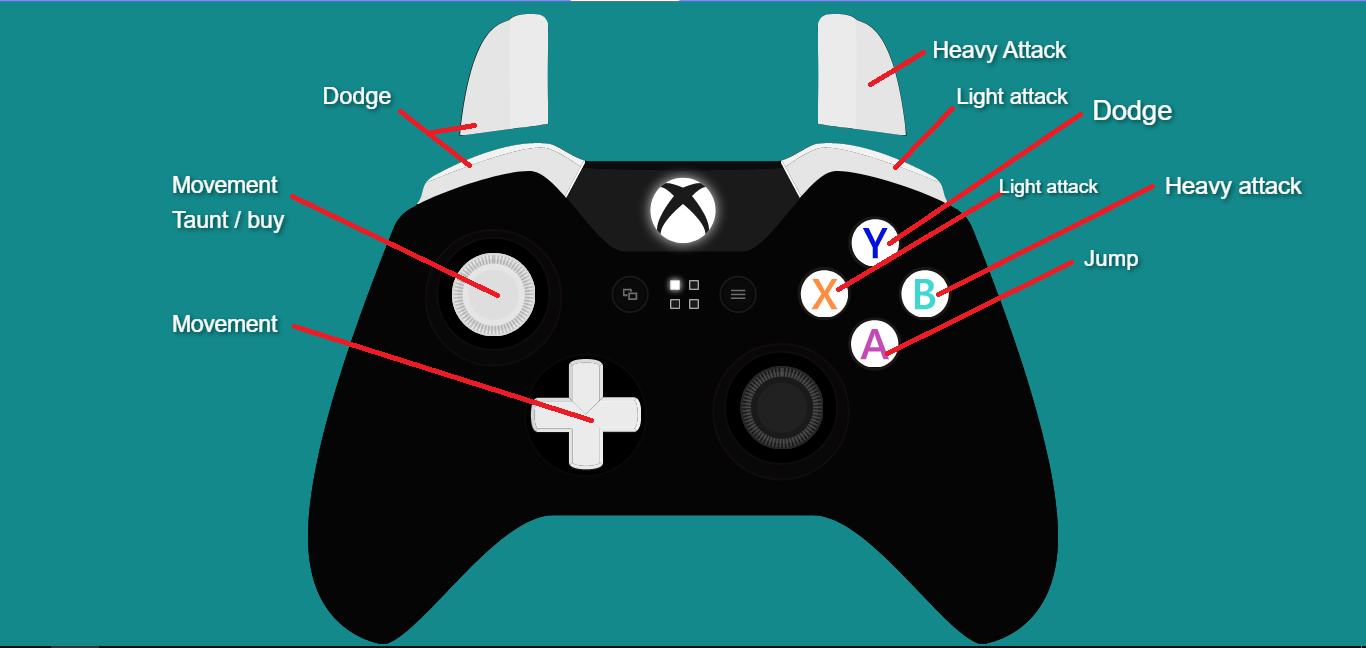 Heavy Attack
Dodge
Light attack
Dodge
Movement
Taunt / buy
Light attack
Heavy attack
Y
Jump
X
B
Movement
A